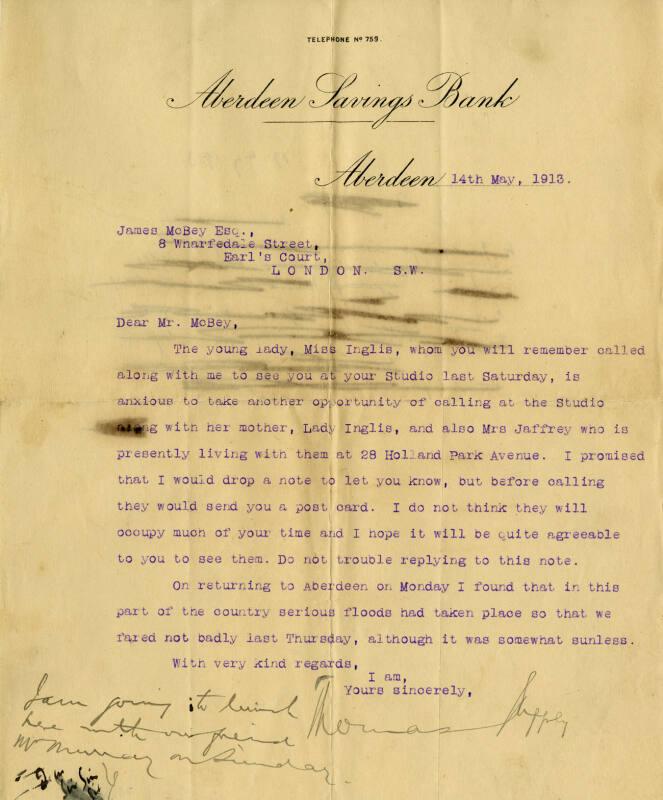 TELEPHONE Nº 759.
Aberdeen Savings Bank
Aberdeen 14th May, 1913.
James McBey Esq.,
8 Wharfedale Street,
Earl's Court,
LONDON. S.W.
Dear Mr. McBey,
The young lady, Miss Inglis, whom you will remember called
along with me to see you at your Studio last Saturday, is
anxious to take another opportunity of calling at the Studio
along with her mother, Lady Inglis, and also Mrs Jaffrey who is
presently living with them at 28 Holland Park Avenue. I promised
that I would drop a note to let you know, but before calling
they would send you a post card. I do not think they will
occupy much of your time and I hope it will be quite agreeable
to you to see them. Do not trouble replying to this note.
On returning to Aberdeen on Monday I found that in this
part of the country serious floods had taken place so that we
fared not badly last Thursday, although it was somewhat sunless.
With very kind regards,
I am,
Yours sincerely,
Thomas Jaffrey
I am going to lunch
here with our friend
Mr Murray on Sunday.